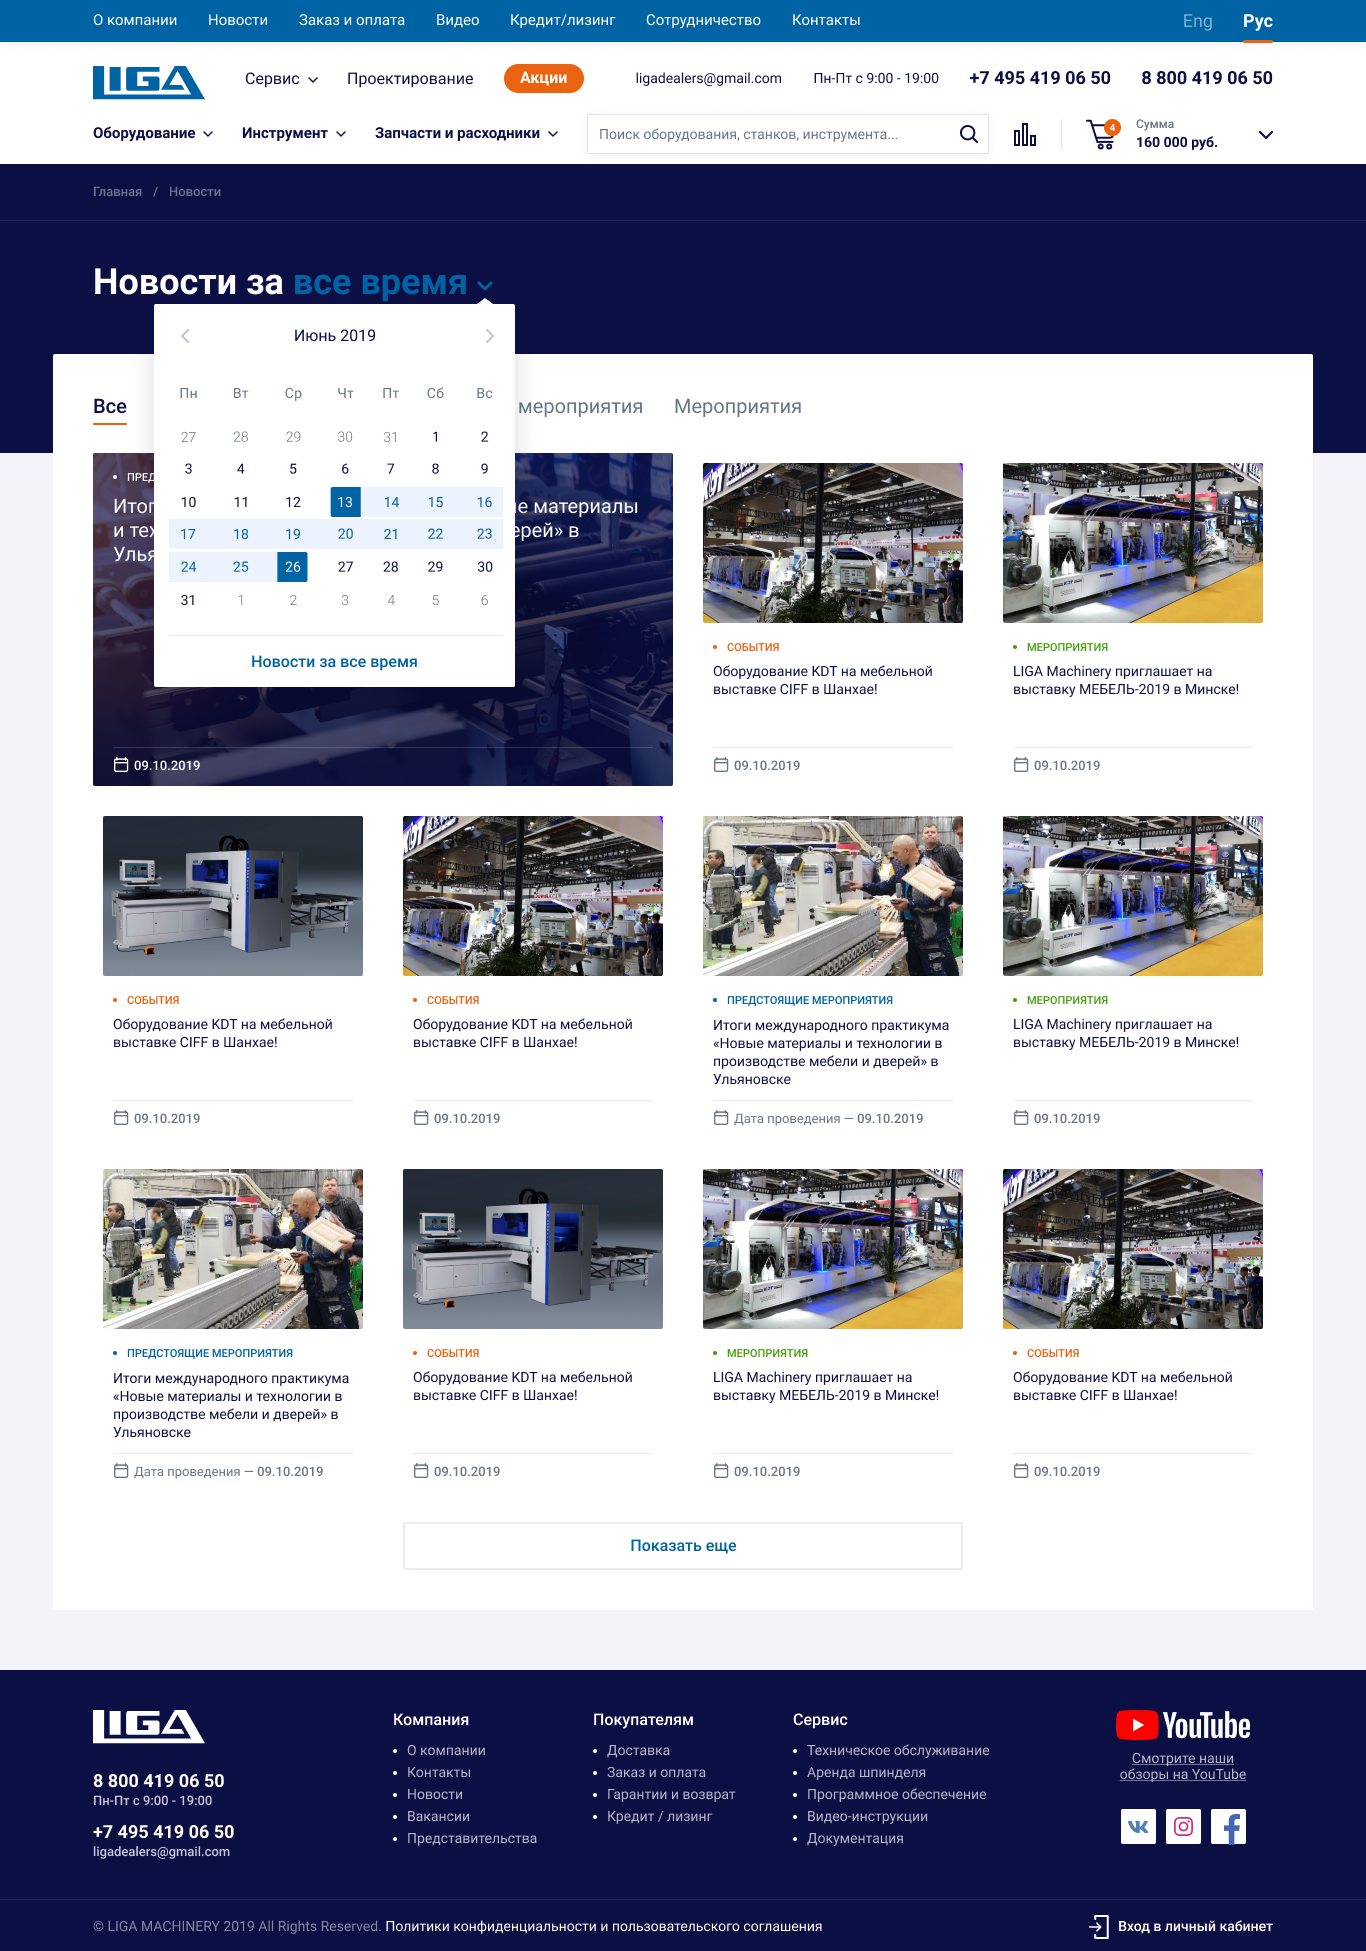 О компании Новости Заказ и оплата Видео Кредит/лизинг Сотрудничество Контакты Eng Рус
LIGA Сервис Проектирование Акции ligadealers@gmail.com Пн-Пт с 9:00 - 19:00 +7 495 419 06 50 8 800 419 06 50
Оборудование Инструмент Запчасти и расходники Поиск оборудования, станков, инструмента... 4 Сумма
160 000 руб.
Главная / Новости
Новости за все время
Июнь 2019
Пн Вт Ср Чт Пт Сб Вс
27 28 29 30 31 1 2
3 4 5 6 7 8 9
10 11 12 13 14 15 16
17 18 19 20 21 22 23
24 25 26 27 28 29 30
31 1 2 3 4 5 6
Новости за все время
Все мероприятия Мероприятия
материалы
в
09.10.2019
СОБЫТИЯ
Оборудование KDT на мебельной
выставке CIFF в Шанхае!
09.10.2019
МЕРОПРИЯТИЯ
LIGA Machinery приглашает на
выставку МЕБЕЛЬ-2019 в Минске!
09.10.2019
СОБЫТИЯ
Оборудование KDT на мебельной
выставке CIFF в Шанхае!
09.10.2019
СОБЫТИЯ
Оборудование KDT на мебельной
выставке CIFF в Шанхае!
09.10.2019
ПРЕДСТОЯЩИЕ МЕРОПРИЯТИЯ
Итоги международного практикума
«Новые материалы и технологии в
производстве мебели и дверей» в
Ульяновске
Дата проведения — 09.10.2019
МЕРОПРИЯТИЯ
LIGA Machinery приглашает на
выставку МЕБЕЛЬ-2019 в Минске!
09.10.2019
ПРЕДСТОЯЩИЕ МЕРОПРИЯТИЯ
Итоги международного практикума
«Новые материалы и технологии в
производстве мебели и дверей» в
Ульяновске
Дата проведения — 09.10.2019
СОБЫТИЯ
Оборудование KDT на мебельной
выставке CIFF в Шанхае!
09.10.2019
МЕРОПРИЯТИЯ
LIGA Machinery приглашает на
выставку МЕБЕЛЬ-2019 в Минске!
09.10.2019
СОБЫТИЯ
Оборудование KDT на мебельной
выставке CIFF в Шанхае!
09.10.2019
Показать еще
LIGA
8 800 419 06 50
Пн-Пт с 9:00 - 19:00
+7 495 419 06 50
ligadealers@gmail.com
Компания
О компании
Контакты
Новости
Вакансии
Представительства
Покупателям
Доставка
Заказ и оплата
Гарантии и возврат
Кредит / лизинг
Сервис
Техническое обслуживание
Аренда шпинделя
Программное обеспечение
Видео-инструкции
Документация
YouTube
Смотрите наши
обзоры на YouTube
© LIGA MACHINERY 2019 All Rights Reserved. Политики конфиденциальности и пользовательского соглашения
Вход в личный кабинет